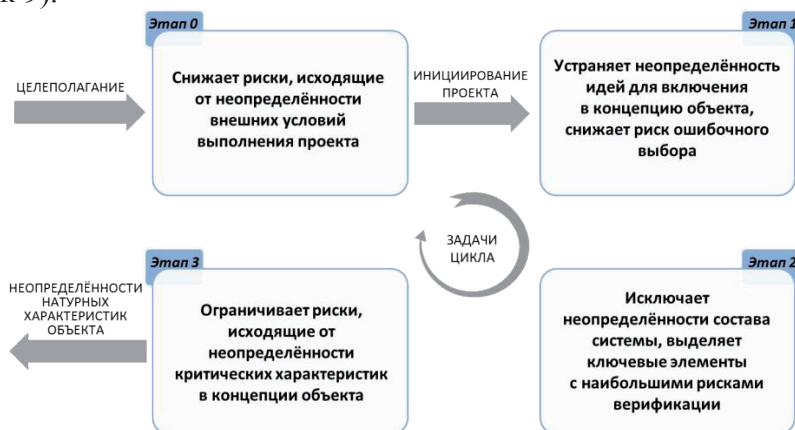 к 9).
Этап 0
Снижает риски, исходящие
от неопределённости
внешних условий
выполнения проекта
ЦЕЛЕПОЛАГАНИЕ
ИНИЦИИРОВАНИЕ
ПРОЕКТА
Этап 1
Устраняет неопределённость
идей для включения
в концепцию объекта,
снижает риск ошибочного
выбора
ЗАДАЧИ
ЦИКЛА
Этап 3
Ограничивает риски,
исходящие от
неопределённости
критических характеристик
в концепции объекта
НЕОПРЕДЕЛЁННОСТИ
НАТУРНЫХ
ХАРАКТЕРИСТИК
ОБЪЕКТА
Этап 2
Исключает
неопределённости состава
системы, выделяет
ключевые элементы
с наибольшими рисками
верификации